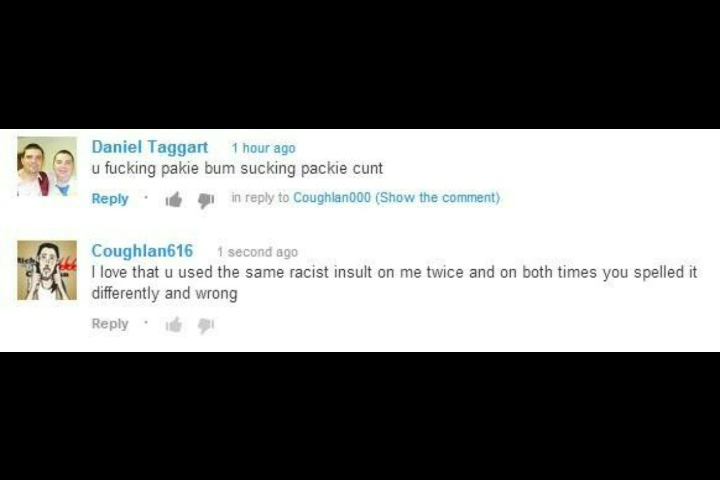 Daniel Taggart 1 hour ago
u fucking pakie bum sucking packie cunt
Reply · in reply to Coughlan000 (Show the comment)
Coughlan616 1 second ago
I love that u used the same racist insult on me twice and on both times you spelled it
differently and wrong
Reply ·